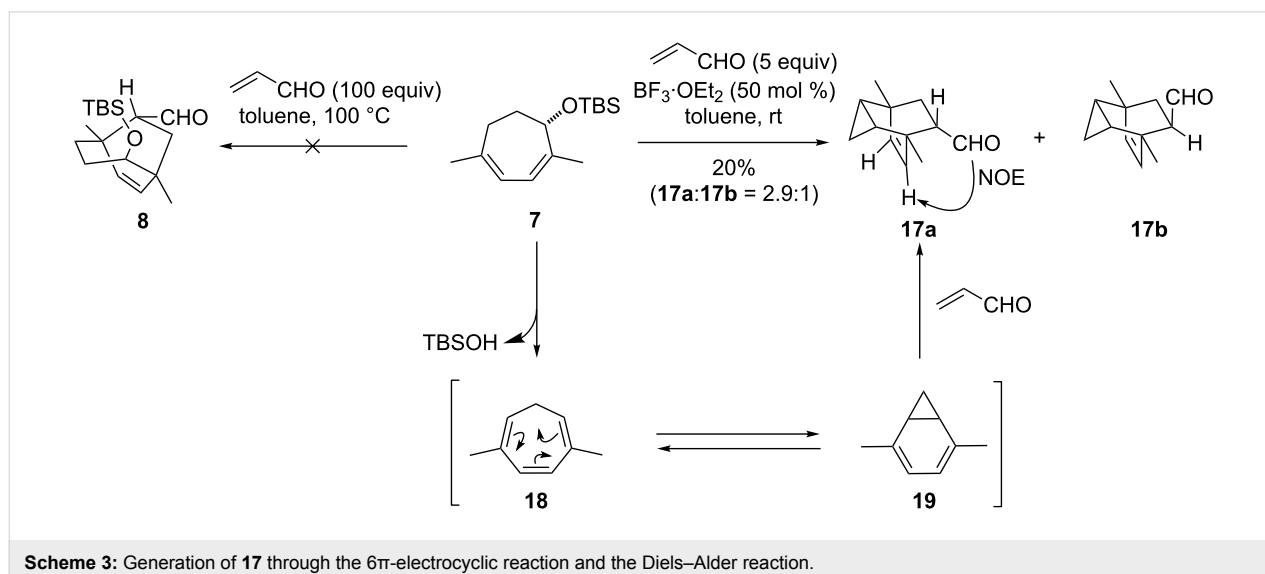 H
TBS
O
CHO
8
CHO (100 equiv)
toluene, 100 °C
OTBS
7
CHO (5 equiv)
BF3·OEt2 (50 mol %)
toluene, rt
20%
(17a:17b = 2.9:1)
H
CHO
H
H
NOE
17a
+
CHO
H
17b
TBSOH
CHO
18
19
Scheme 3: Generation of 17 through the 6π-electrocyclic reaction and the Diels–Alder reaction.